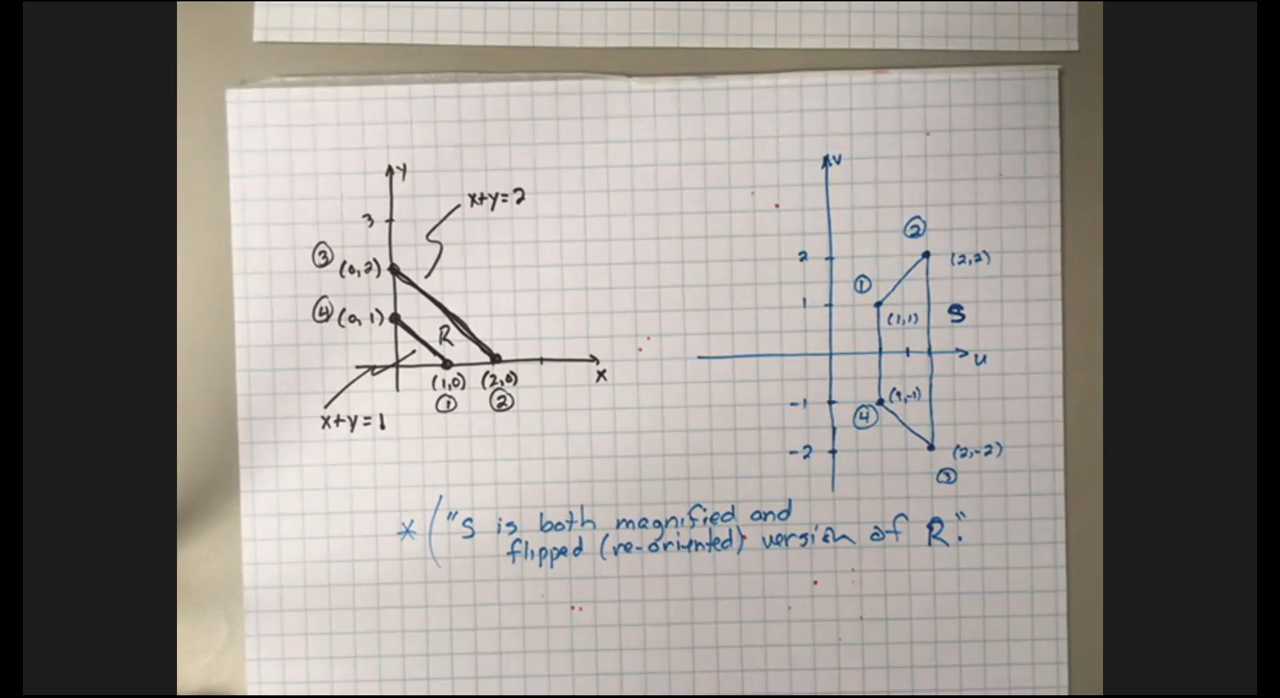 y
x+y=2
3
③ (0,2)
④ (0,1)
R
x
(1,0) (2,0)
① ②
x+y=1
v
②
2
(2,2)
①
1
(1,1)
S
u
-1
(1,-1)
④
-2
(2,-2)
③
* ( "S is both magnified and
flipped (re-oriented) version of R."